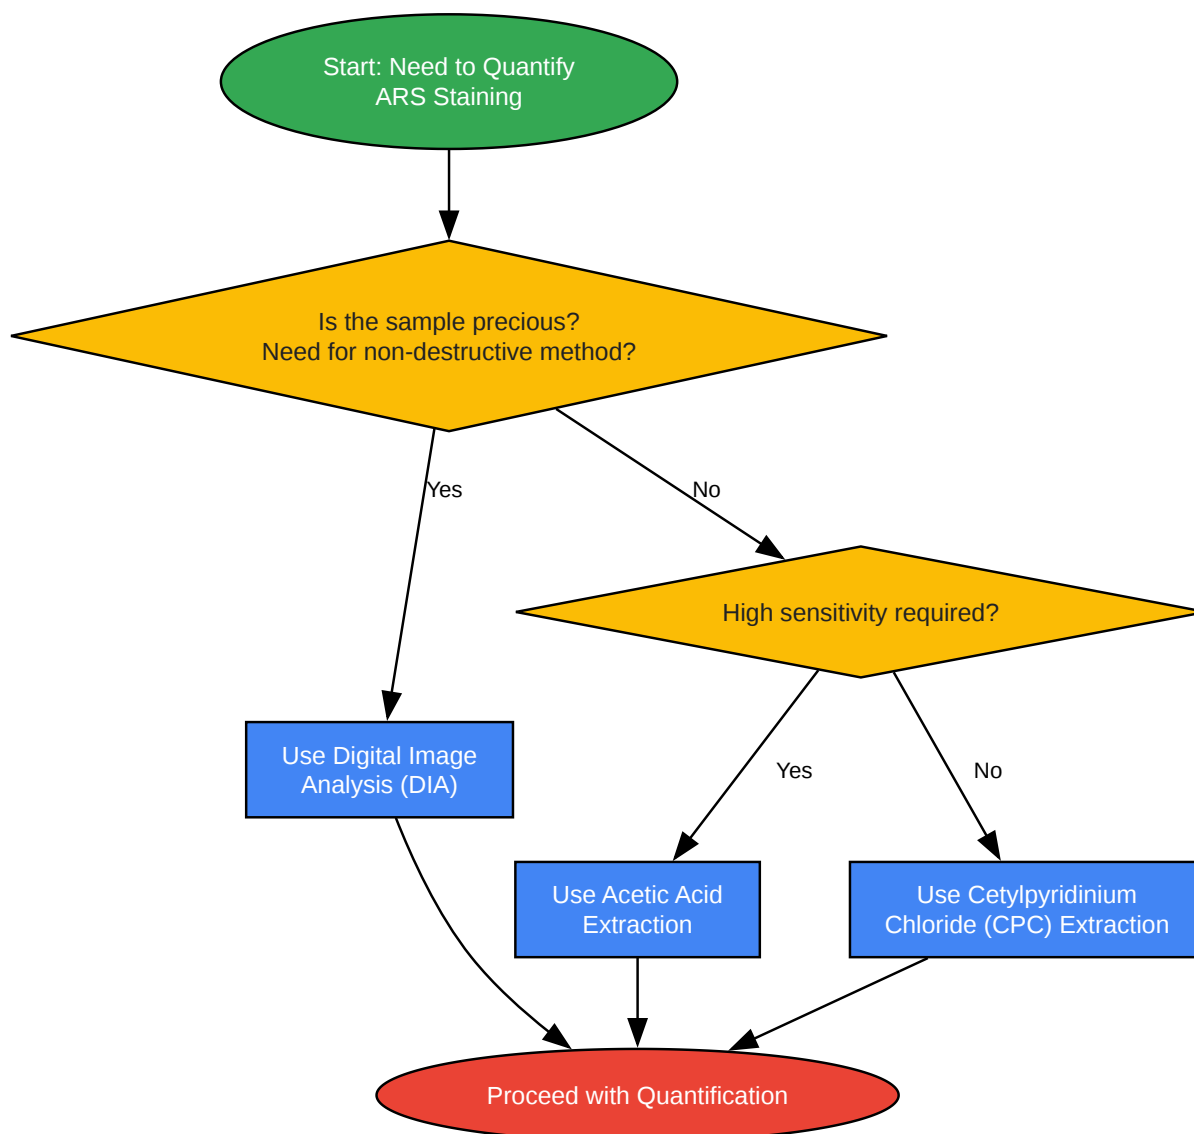 Start: Need to Quantify
ARS Staining
Is the sample precious?
Need for non-destructive method?
Yes
No
High sensitivity required?
Use Digital Image
Analysis (DIA)
Yes
No
Use Acetic Acid
Extraction
Use Cetylpyridinium
Chloride (CPC) Extraction
Proceed with Quantification